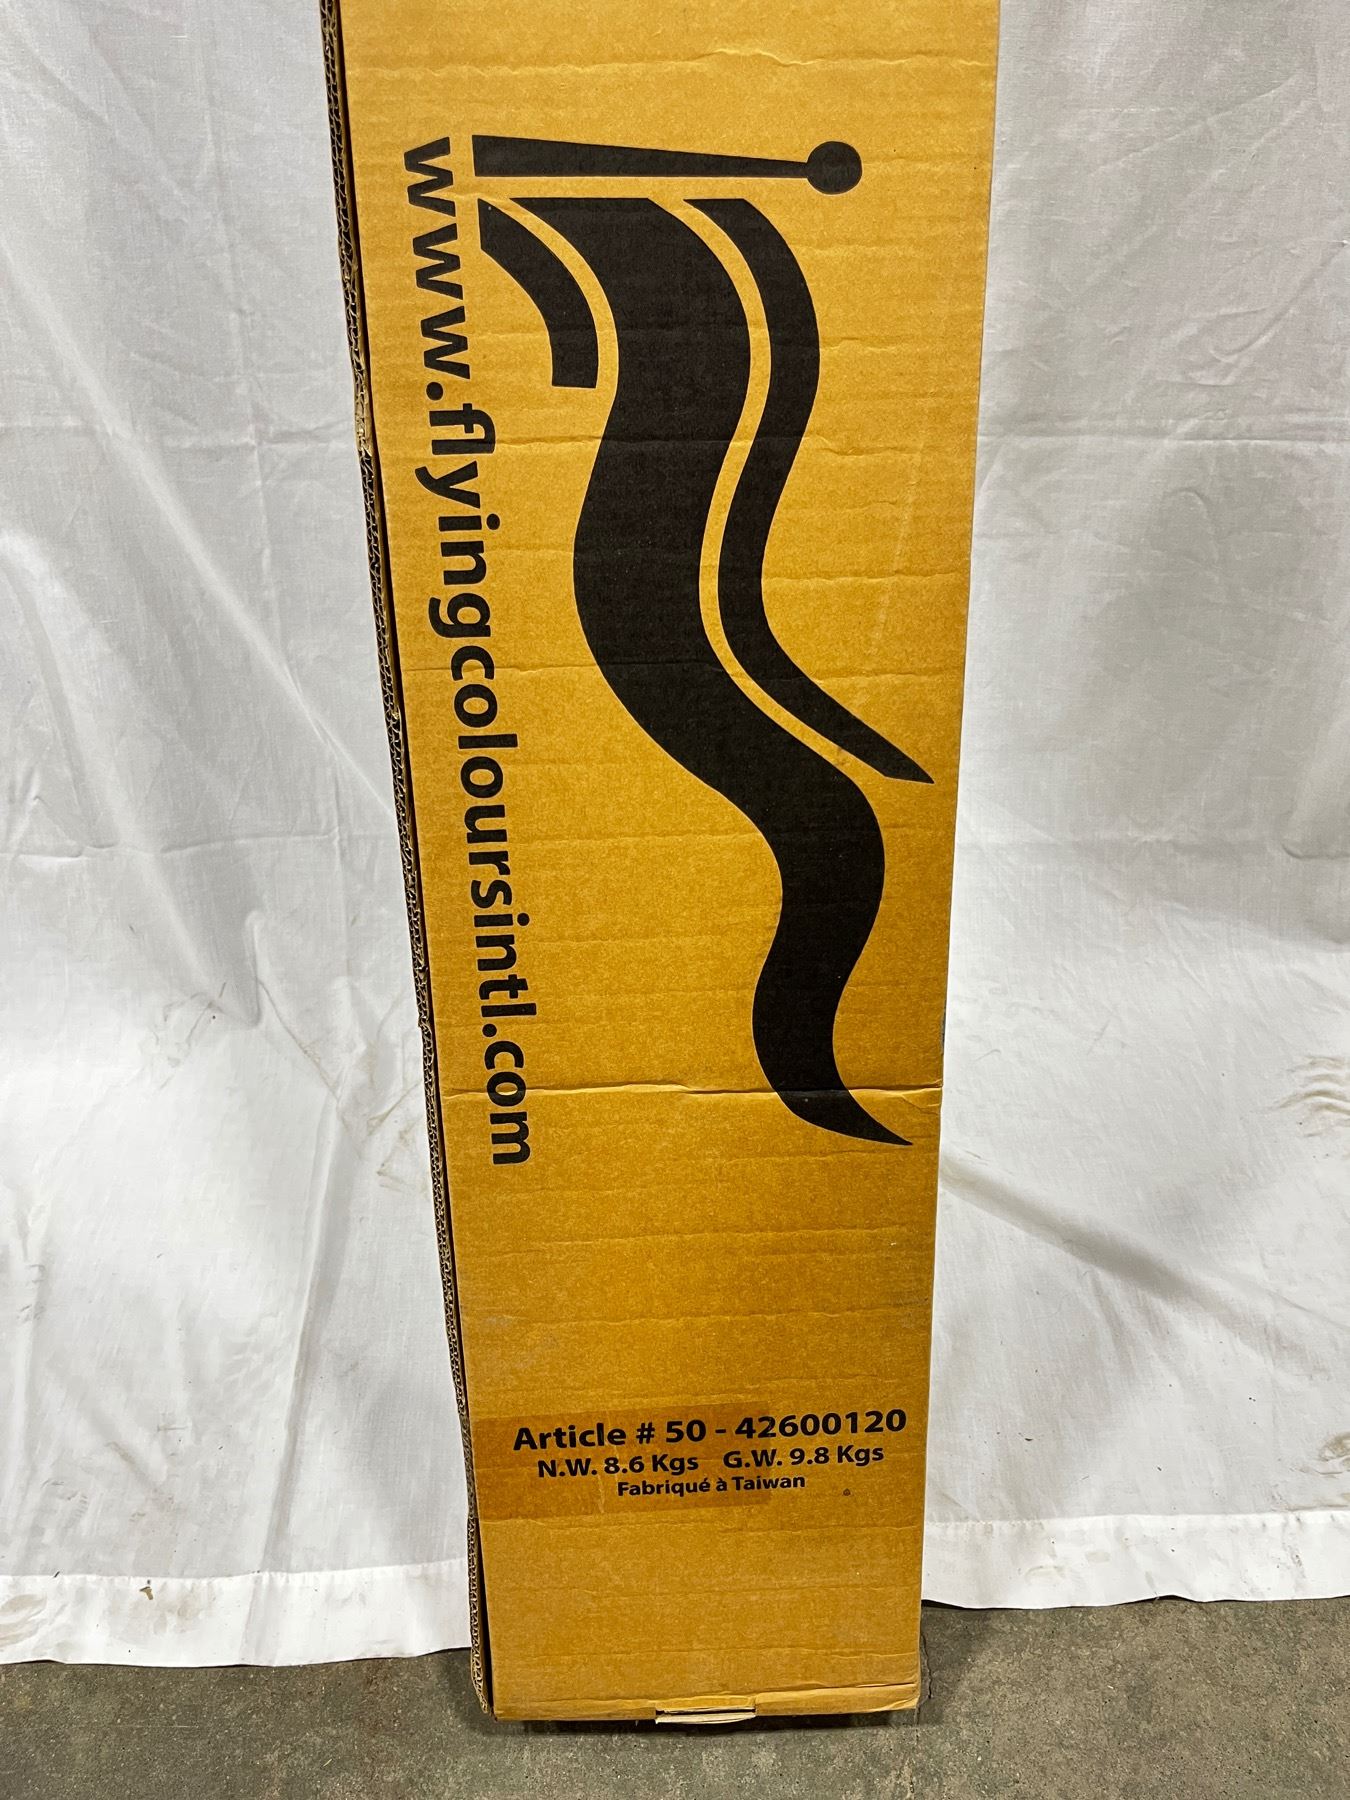 www.flyingcoloursintl.com
Article # 50 - 42600120
N.W. 8.6 Kgs G.W. 9.8 Kgs
Fabriqué à Taiwan